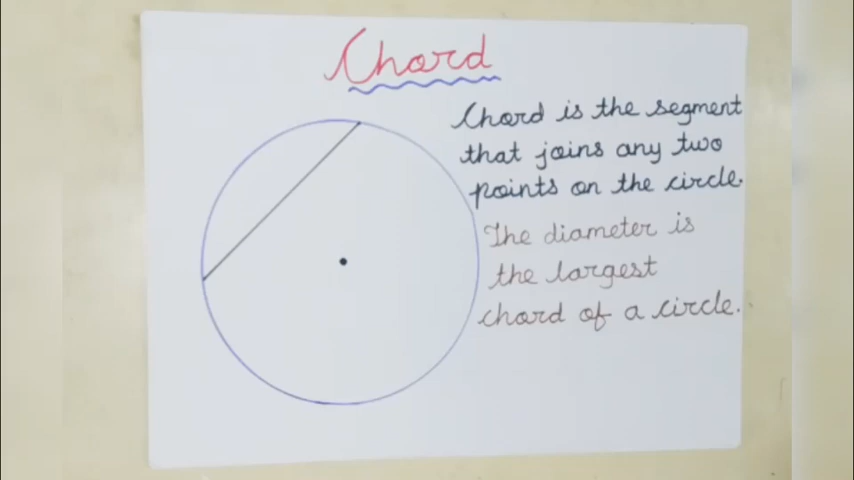 Chord
Chord is the segment
that joins any two
points on the circle.
The diameter is
the largest
chord of a circle.